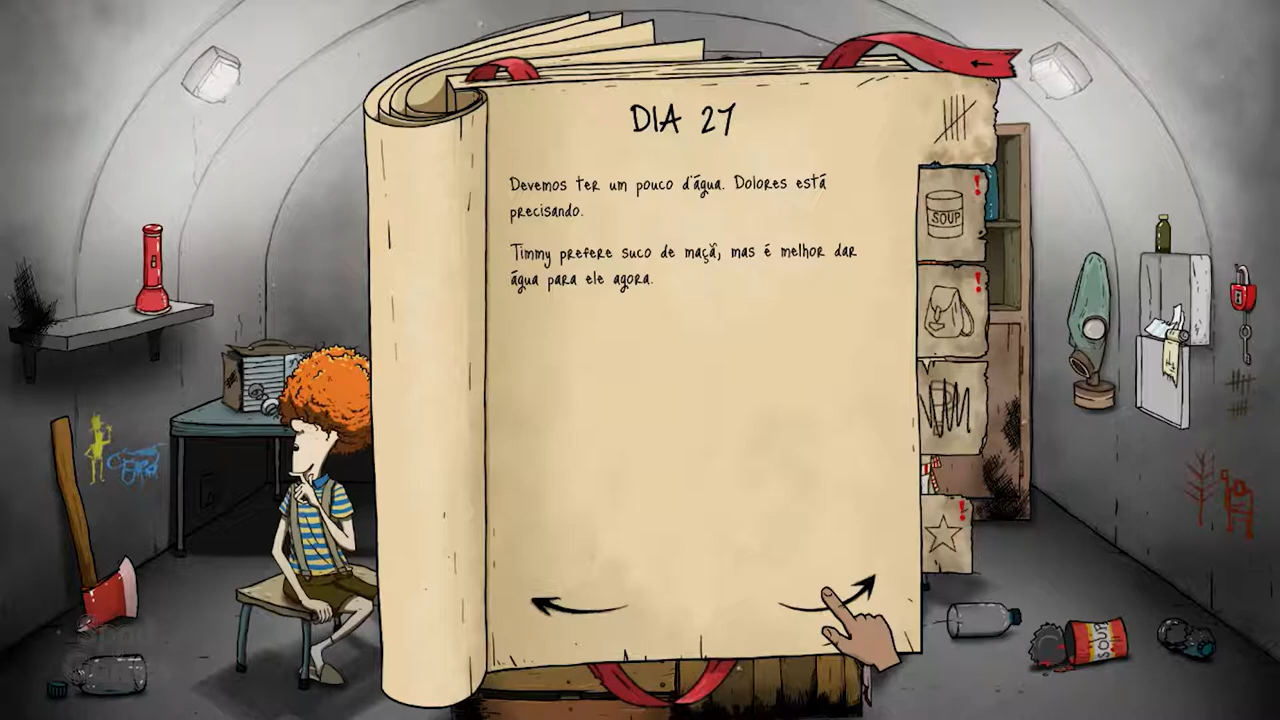 DIA 27
Devemos ter um pouco d'água. Dolores está
precisando.
Timmy prefere suco de maçã, mas é melhor dar
água para ele agora.
SOUP
SOUP